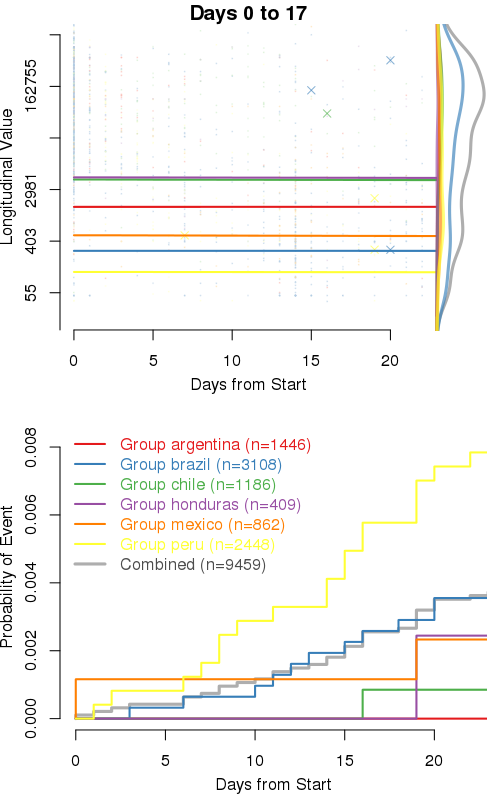 Days 0 to 17
Longitudinal Value
162755
2981
403
55
0 5 10 15 20
Days from Start
Probability of Event
0.008
0.006
0.004
0.002
0.000
Group argentina (n=1446)
Group brazil (n=3108)
Group chile (n=1186)
Group honduras (n=409)
Group mexico (n=862)
Group peru (n=2448)
Combined (n=9459)
0 5 10 15 20
Days from Start